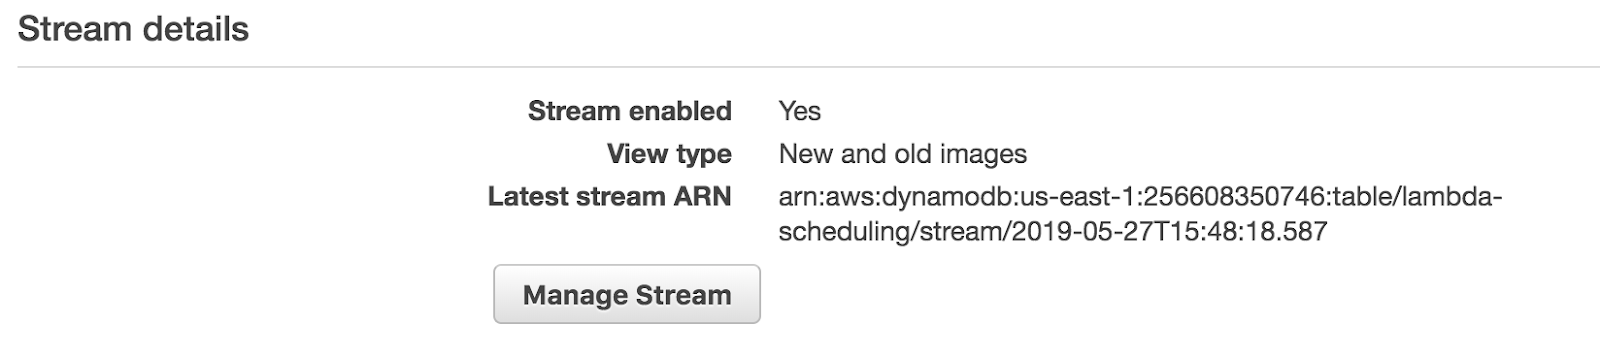 Stream details
Stream enabled Yes
View type New and old images
Latest stream ARN arn:aws:dynamodb:us-east-1:256608350746:table/lambda-
scheduling/stream/2019-05-27T15:48:18.587
Manage Stream